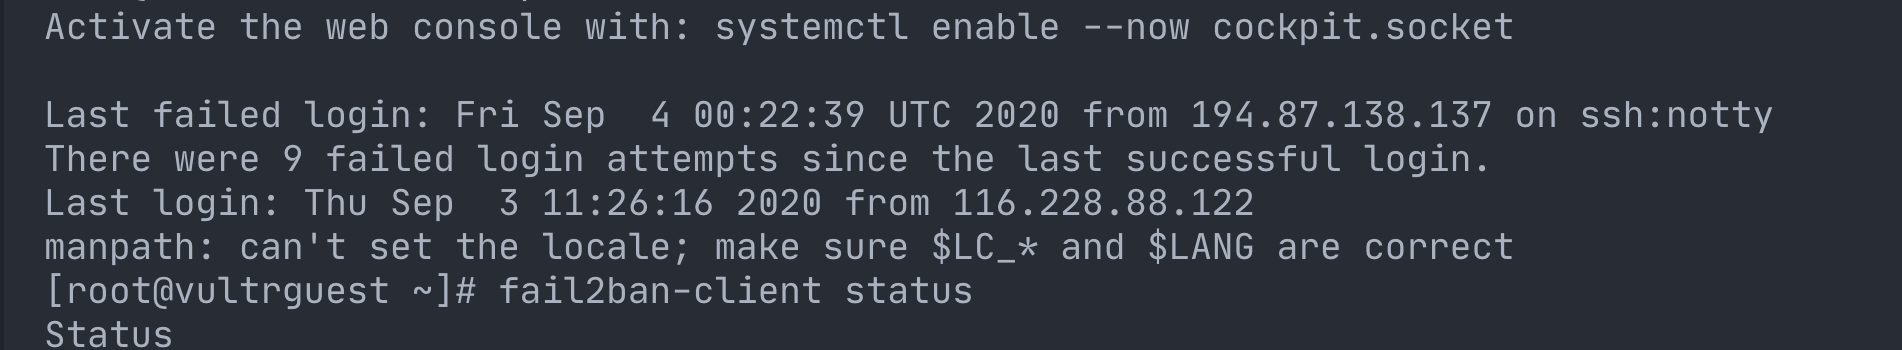 Activate the web console with: systemctl enable --now cockpit.socket

Last failed login: Fri Sep  4 00:22:39 UTC 2020 from 194.87.138.137 on ssh:notty
There were 9 failed login attempts since the last successful login.
Last login: Thu Sep  3 11:26:16 2020 from 116.228.88.122
manpath: can't set the locale; make sure $LC_* and $LANG are correct
[root@vultrguest ~]# fail2ban-client status
Status